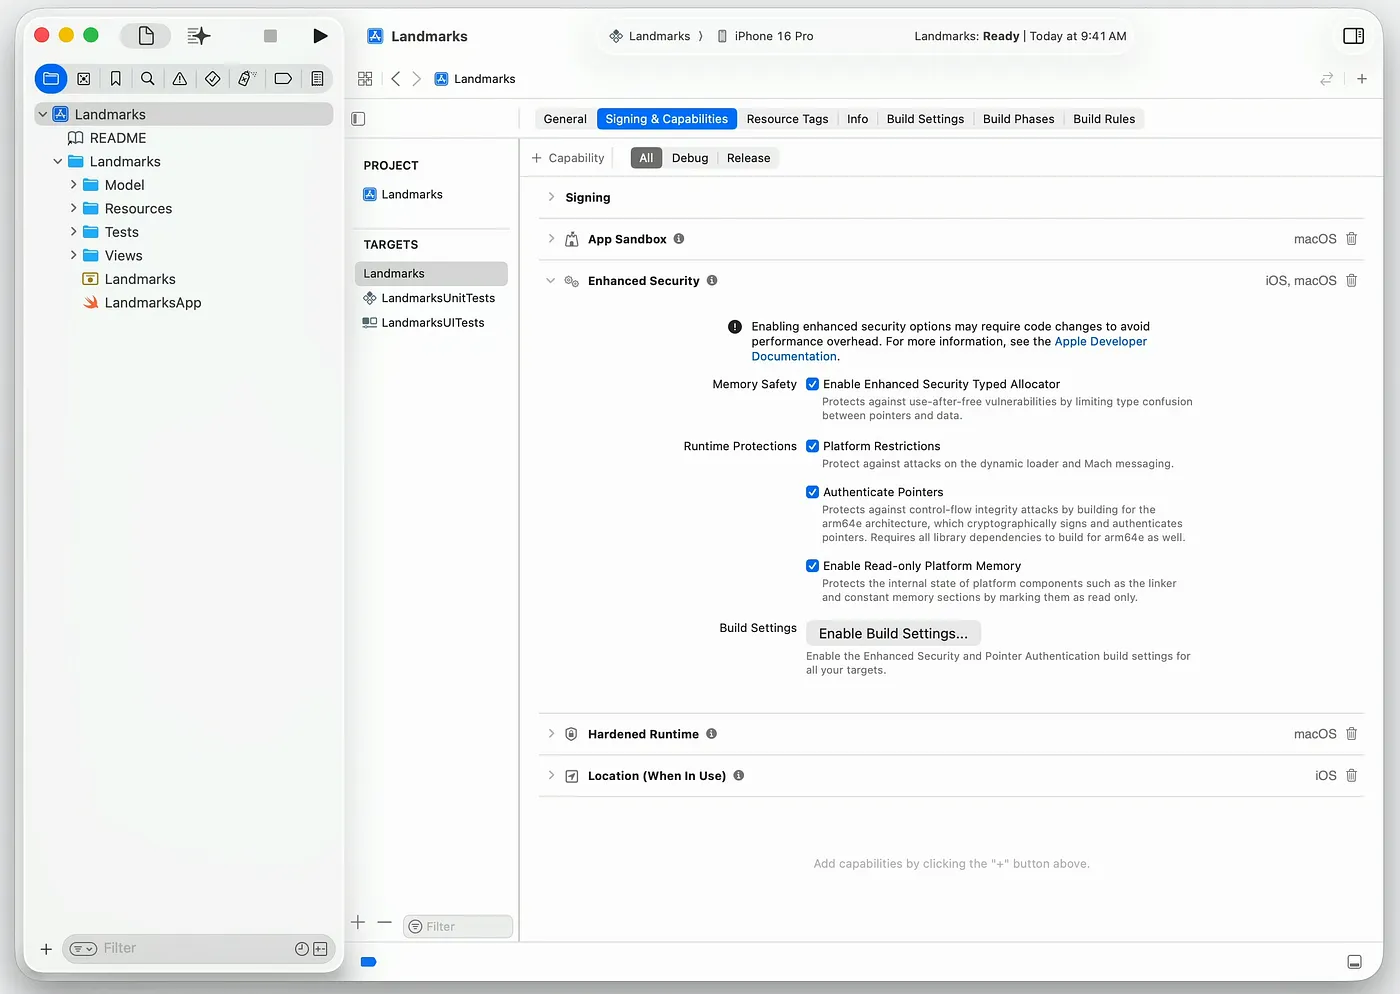 Landmarks
Landmarks
iPhone 16 Pro
Landmarks: Ready | Today at 9:41 AM
Landmarks
Landmarks
README
Landmarks
Model
Resources
Tests
Views
Landmarks
LandmarksApp
Filter
PROJECT
Landmarks
TARGETS
Landmarks
LandmarksUnitTests
LandmarksUITests
Filter
General
Signing & Capabilities
Resource Tags
Info
Build Settings
Build Phases
Build Rules
+ Capability
All
Debug
Release
Signing
App Sandbox
macOS
Enhanced Security
iOS, macOS
Enabling enhanced security options may require code changes to avoid
performance overhead. For more information, see the Apple Developer
Documentation.
Memory Safety
Enable Enhanced Security Typed Allocator
Protects against use-after-free vulnerabilities by limiting type confusion
between pointers and data.
Runtime Protections
Platform Restrictions
Protect against attacks on the dynamic loader and Mach messaging.
Authenticate Pointers
Protects against control-flow integrity attacks by building for the
arm64e architecture, which cryptographically signs and authenticates
pointers. Requires all library dependencies to build for arm64e as well.
Enable Read-only Platform Memory
Protects the internal state of platform components such as the linker
and constant memory sections by marking them as read only.
Build Settings
Enable Build Settings...
Enable the Enhanced Security and Pointer Authentication build settings for
all your targets.
Hardened Runtime
macOS
Location (When In Use)
iOS
Add capabilities by clicking the "+" button above.